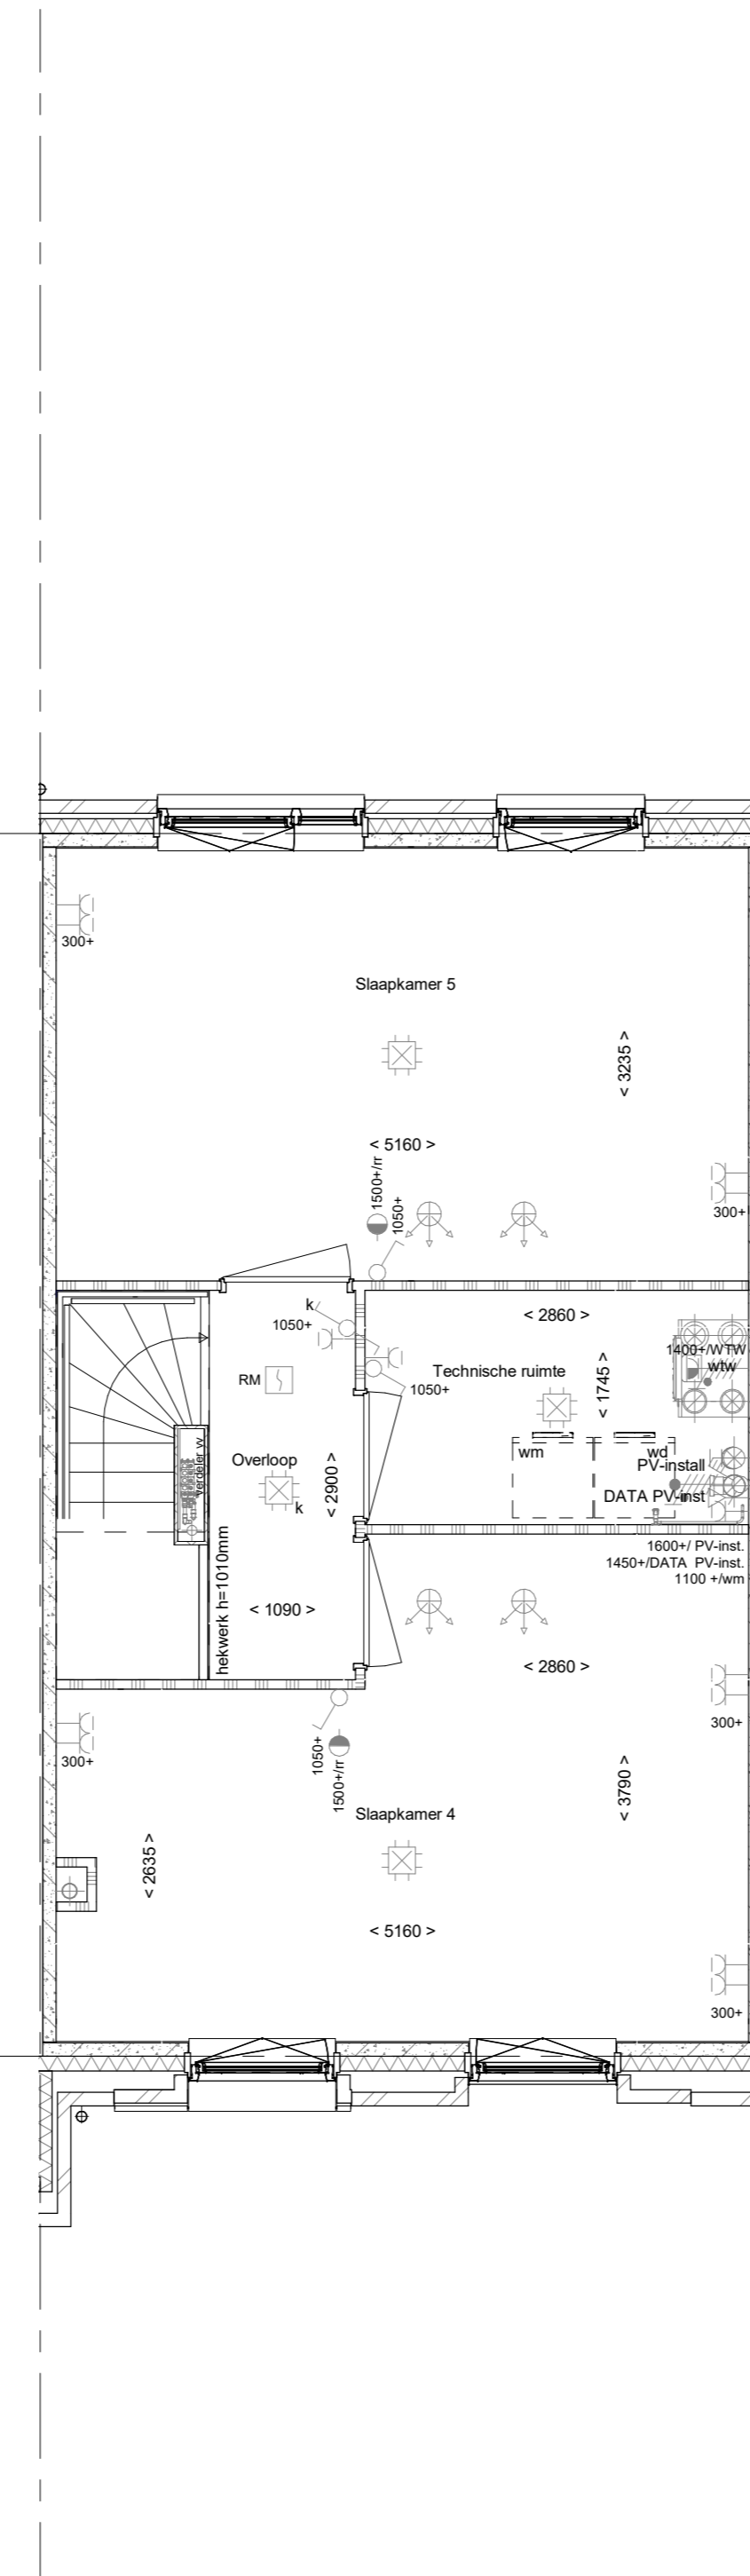 300+
Slaapkamer 5
< 3235 >
< 5160 >
1500+/rr
1050+
300+
k
1050+
< 2860 >
1400+/WTW
wtw
Technische ruimte
< 1745 >
RM
1050+
verdeler vv
Overloop
k
< 2900 >
wm
wd
PV-install
DATA PV-inst
1600+/ PV-inst.
1450+/DATA PV-inst.
1100 +/wm
hekwerk h=1010mm
< 1090 >
< 2860 >
300+
300+
1050+
1500+/rr
< 3790 >
Slaapkamer 4
< 2635 >
< 5160 >
300+